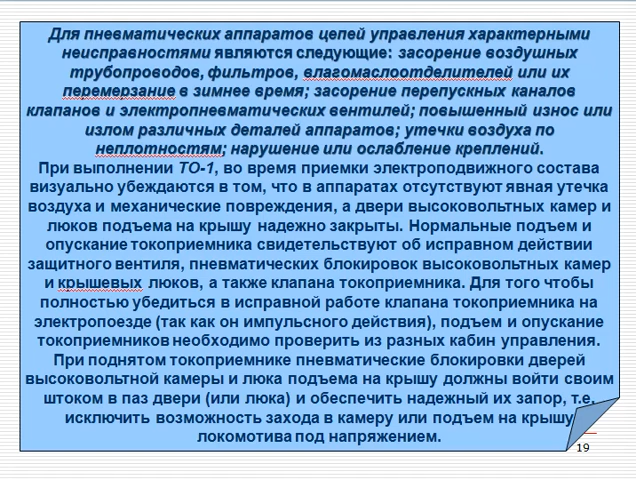 Для пневматических аппаратов цепей управления характерными
неисправностями являются следующие: засорение воздушных
трубопроводов, фильтров, влагомаслоотделителей или их
перемерзание в зимнее время; засорение перепускных каналов
клапанов и электропневматических вентилей; повышенный износ или
излом различных деталей аппаратов; утечки воздуха по
неплотностям; нарушение или ослабление креплений.
При выполнении ТО-1, во время приемки электроподвижного состава
визуально убеждаются в том, что в аппаратах отсутствуют явная утечка
воздуха и механические повреждения, а двери высоковольтных камер и
люков подъема на крышу надежно закрыты. Нормальные подъем и
опускание токоприемника свидетельствуют об исправном действии
защитного вентиля, пневматических блокировок высоковольтных камер
и крышевых люков, а также клапана токоприемника. Для того чтобы
полностью убедиться в исправной работе клапана токоприемника на
электропоезде (так как он импульсного действия), подъем и опускание
токоприемников необходимо проверить из разных кабин управления.
При поднятом токоприемнике пневматические блокировки дверей
высоковольтной камеры и люка подъема на крышу должны войти своим
штоком в паз двери (или люка) и обеспечить надежный их запор, т.е.
исключить возможность захода в камеру или подъем на крышу
локомотива под напряжением.
19